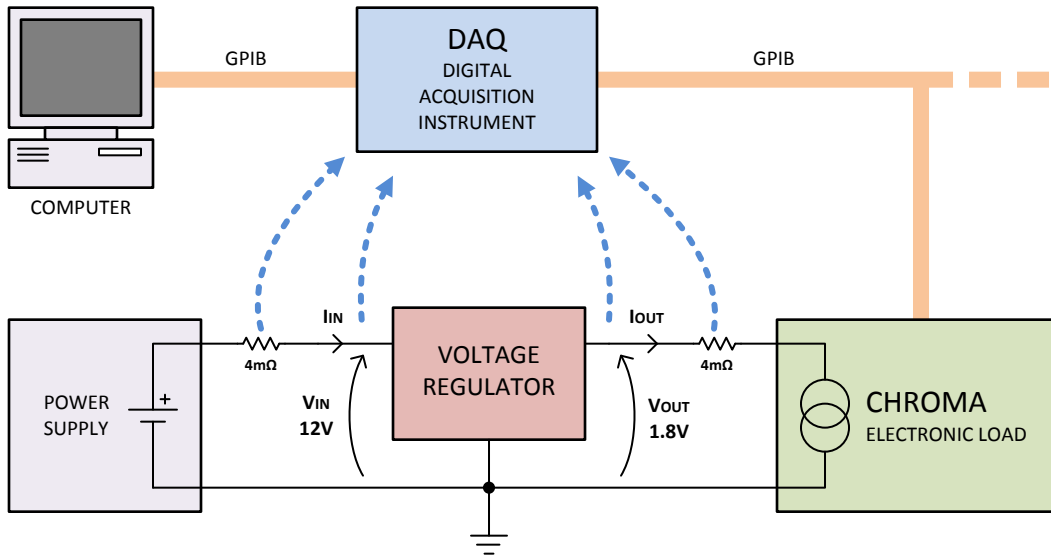 DAQ
DIGITAL
ACQUISITION
INSTRUMENT
GPIB
GPIB
COMPUTER
IIN
IOUT
4mΩ
4mΩ
POWER
SUPPLY
+
VIN
12V
VOLTAGE
REGULATOR
VOUT
1.8V
CHROMA
ELECTRONIC LOAD